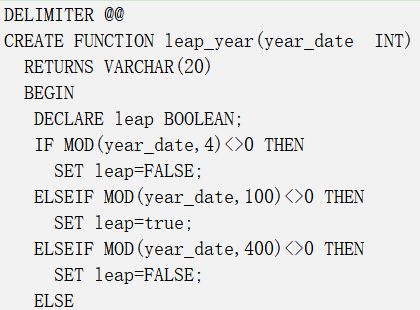 DELIMITER @@
CREATE FUNCTION leap_year(year_date  INT)
  RETURNS VARCHAR(20)
  BEGIN
   DECLARE leap BOOLEAN;
   IF MOD(year_date,4)<>0 THEN
     SET leap=FALSE;
   ELSEIF MOD(year_date,100)<>0 THEN
     SET leap=true;
   ELSEIF MOD(year_date,400)<>0 THEN
     SET leap=FALSE;
   ELSE